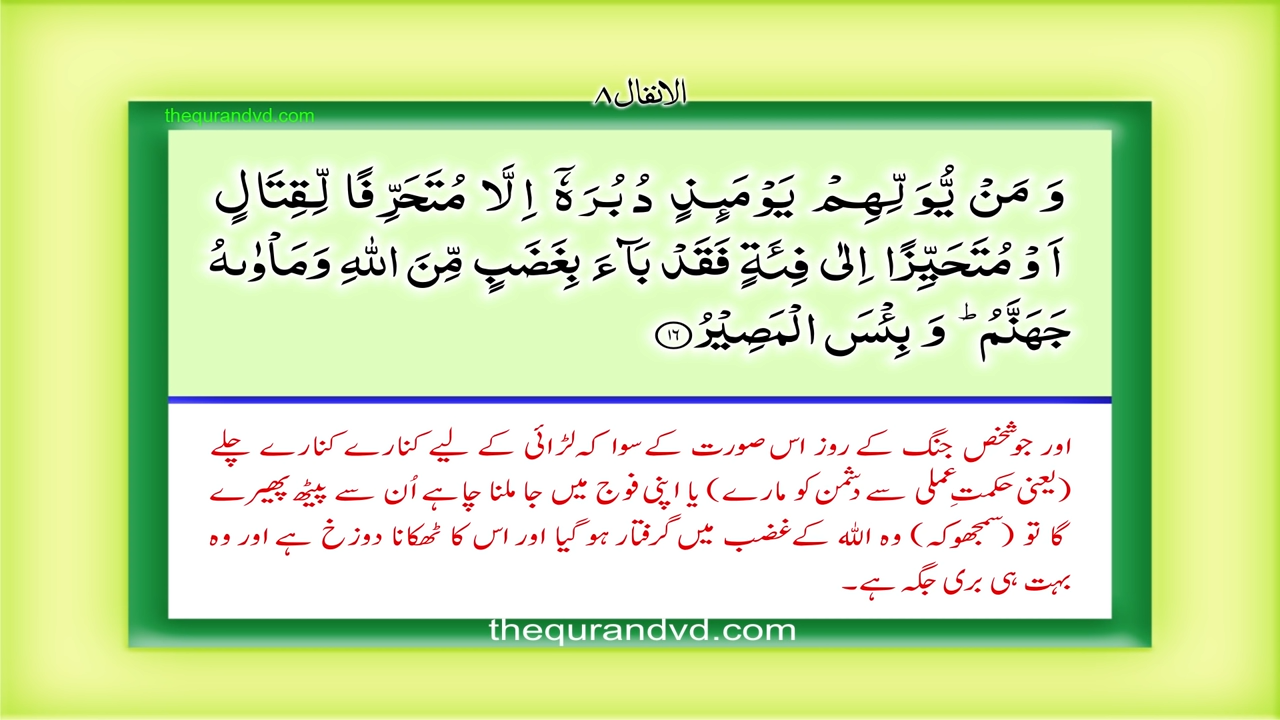 الانفال۸
thequrandvd.com
وَ مَنۡ يُّوَلِّهِمۡ يَوۡمَٮِٕذٍ دُبُرَهٗۤ اِلَّا مُتَحَرِّفًا لِّقِتَالٍ
اَوۡ مُتَحَيِّزًا اِلٰى فِئَةٍ فَقَدۡ بَآءَ بِغَضَبٍ مِّنَ اللّٰهِ وَمَاۡوٰٮهُ
جَهَنَّمُ‌ؕ وَ بِئۡسَ الۡمَصِيۡرُ ﴿۱۶﴾
اور جو شخص جنگ کے روز اس صورت کے سوا کہ لڑائی کے لیے کنارے کنارے چلے
(یعنی حکمتِ عملی سے دشمن کو مارے) یا اپنی فوج میں جا ملنا چاہے اُن سے پیٹھ پھیرے
گا تو (سمجھو کہ) وہ اللہ کے غضب میں گرفتار ہو گیا اور اس کا ٹھکانا دوزخ ہے اور وہ
بہت ہی بری جگہ ہے۔
thequrandvd.com